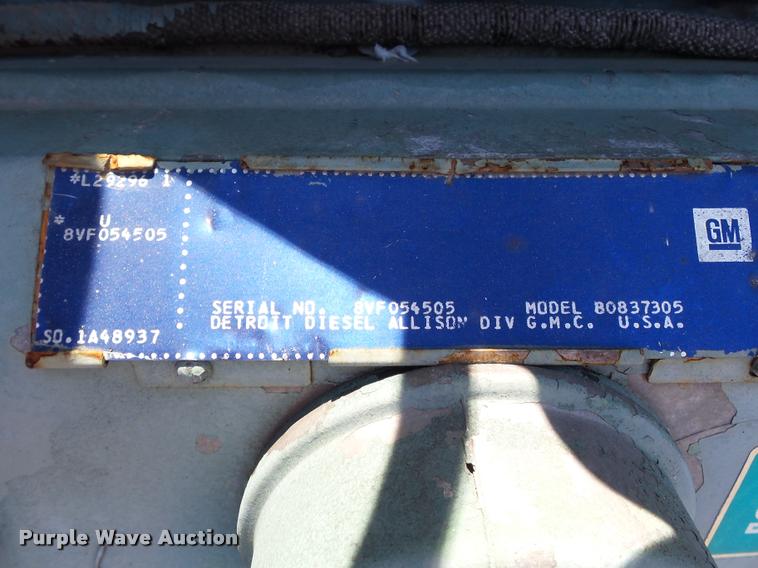 *L29296 1
* U
8VF054505
GM
SERIAL NO. 8VF054505 MODEL 80837305
DETROIT DIESEL ALLISON DIV G.M.C. U.S.A.
SO.1A48937
Purple Wave Auction